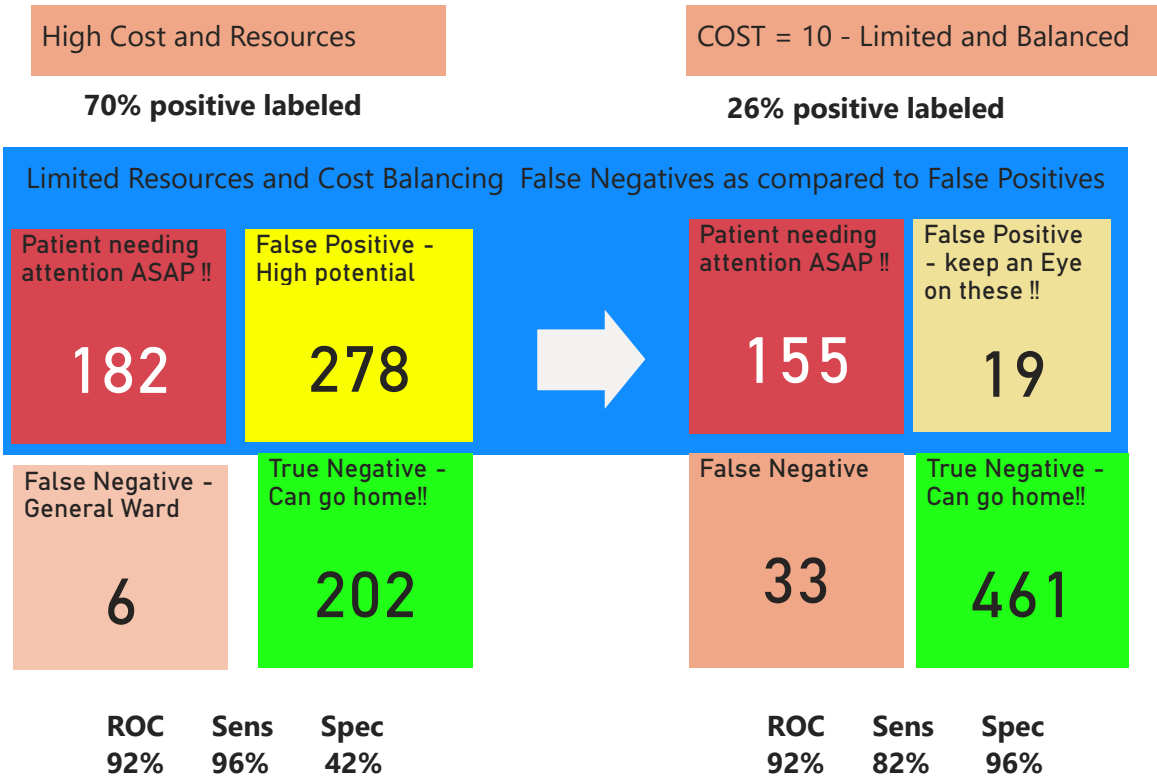 High Cost and Resources
COST = 10 - Limited and Balanced
70% positive labeled
26% positive labeled
Limited Resources and Cost Balancing  False Negatives as compared to False Positives
Patient needing
attention ASAP !!
182
False Positive -
High potential
278
Patient needing
attention ASAP !!
155
False Positive
- keep an Eye
on these !!
19
False Negative -
General Ward
6
True Negative -
Can go home!!
202
False Negative
33
True Negative -
Can go home!!
461
ROC Sens Spec
92% 96% 42%
ROC Sens Spec
92% 82% 96%